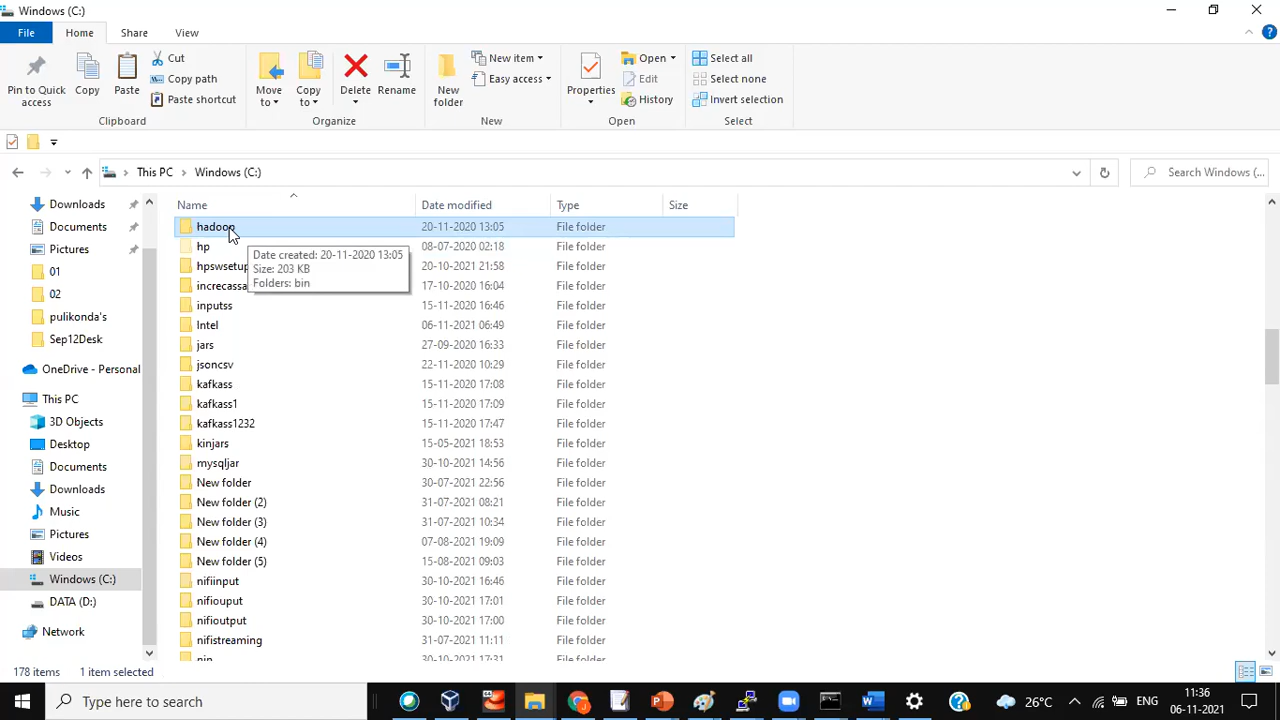 Windows (C:)
File
Home
Share
View
Pin to Quick access
Copy
Paste
Cut
Copy path
Paste shortcut
Clipboard
Move to
Copy to
Delete
Rename
Organize
New folder
New item
Easy access
New
Properties
Open
Edit
History
Open
Select all
Select none
Invert selection
Select
This PC
Windows (C:)
Search Windows (...
Name
Date modified
Type
Size
Downloads
Documents
Pictures
01
02
pulikonda's
Sep12Desk
OneDrive - Personal
This PC
3D Objects
Desktop
Documents
Downloads
Music
Pictures
Videos
Windows (C:)
DATA (D:)
Network
hadoop 20-11-2020 13:05 File folder
hp 08-07-2020 02:18 File folder
hpswsetup 20-10-2021 21:58 File folder
increcassa 17-10-2021 16:04 File folder
inputss 15-11-2020 16:46 File folder
Intel 06-11-2021 06:49 File folder
jars 27-09-2020 16:33 File folder
jsoncsv 22-11-2020 10:29 File folder
kafkass 15-11-2020 17:08 File folder
kafkass1 15-11-2020 17:09 File folder
kafkass1232 15-11-2020 17:47 File folder
kinjars 15-05-2021 18:53 File folder
mysqljar 30-10-2021 14:56 File folder
New folder 30-07-2021 22:56 File folder
New folder (2) 31-07-2021 08:21 File folder
New folder (3) 31-07-2021 10:34 File folder
New folder (4) 07-08-2021 19:09 File folder
New folder (5) 15-08-2021 09:03 File folder
nifiinput 30-10-2021 16:46 File folder
nifiouput 30-10-2021 17:01 File folder
nifioutput 30-10-2021 17:00 File folder
nifistreaming 31-07-2021 11:11 File folder
30-10-2021 17:31 File folder
Date created: 20-11-2020 13:05
Size: 203 KB
Folders: bin
178 items
1 item selected
Type here to search
26°C
ENG
11:36
06-11-2021